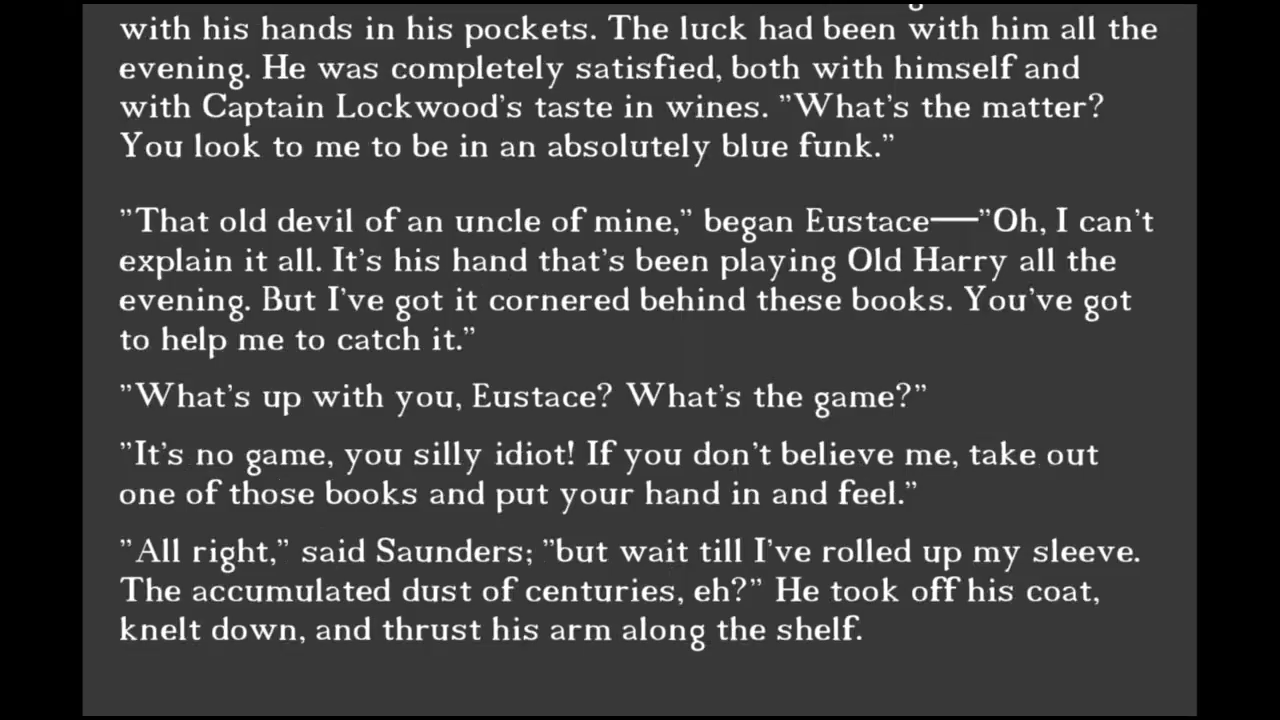 with his hands in his pockets. The luck had been with him all the
evening. He was completely satisfied, both with himself and
with Captain Lockwood's taste in wines. "What's the matter?
You look to me to be in an absolutely blue funk."
"That old devil of an uncle of mine," began Eustace—"Oh, I can't
explain it all. It's his hand that's been playing Old Harry all the
evening. But I've got it cornered behind these books. You've got
to help me to catch it."
"What's up with you, Eustace? What's the game?"
"It's no game, you silly idiot! If you don't believe me, take out
one of those books and put your hand in and feel."
"All right," said Saunders; "but wait till I've rolled up my sleeve.
The accumulated dust of centuries, eh?" He took off his coat,
knelt down, and thrust his arm along the shelf.